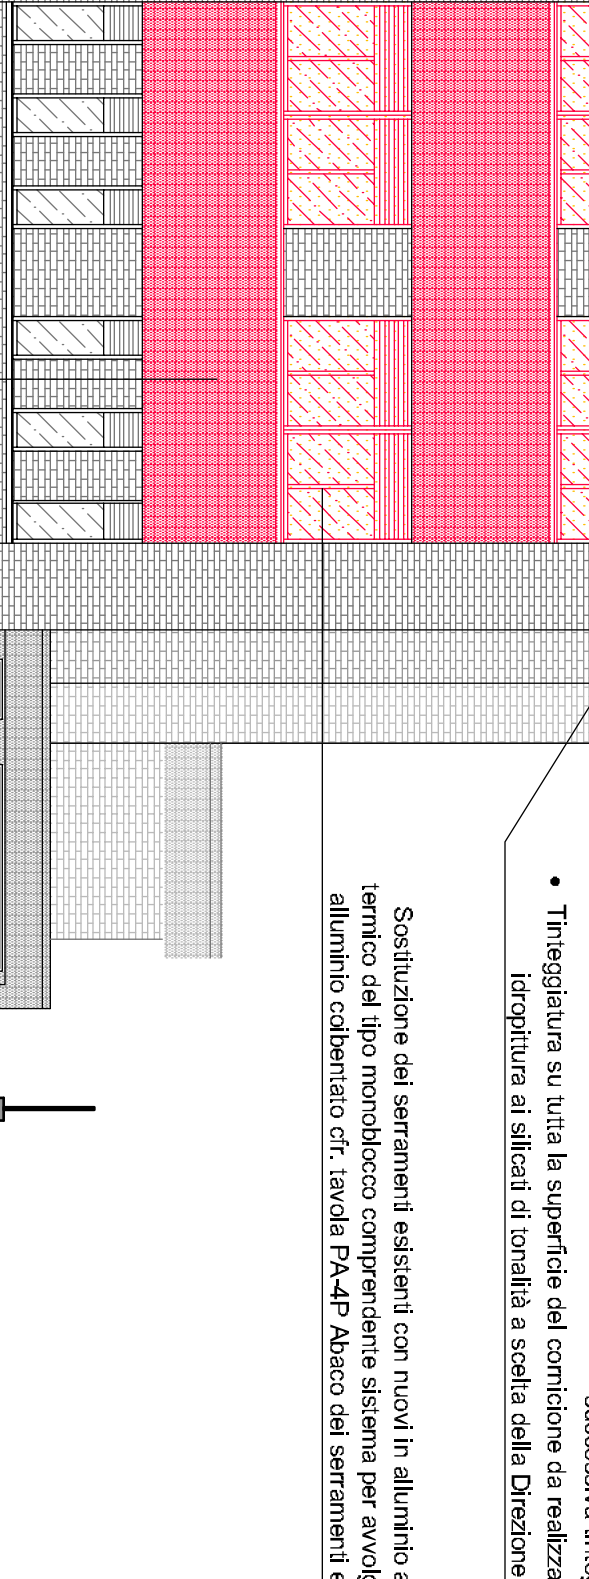 • Tinteggiatura su tutta la superficie del cornicione da
idropittura ai silicati di tonalità a scelta della Direzione
Sostituzione dei serramenti esistenti con nuovi in alluminio a
termico del tipo monoblocco comprendente sistema per
alluminio coibentato cfr. tavola PA-4P Abaco dei serramenti e